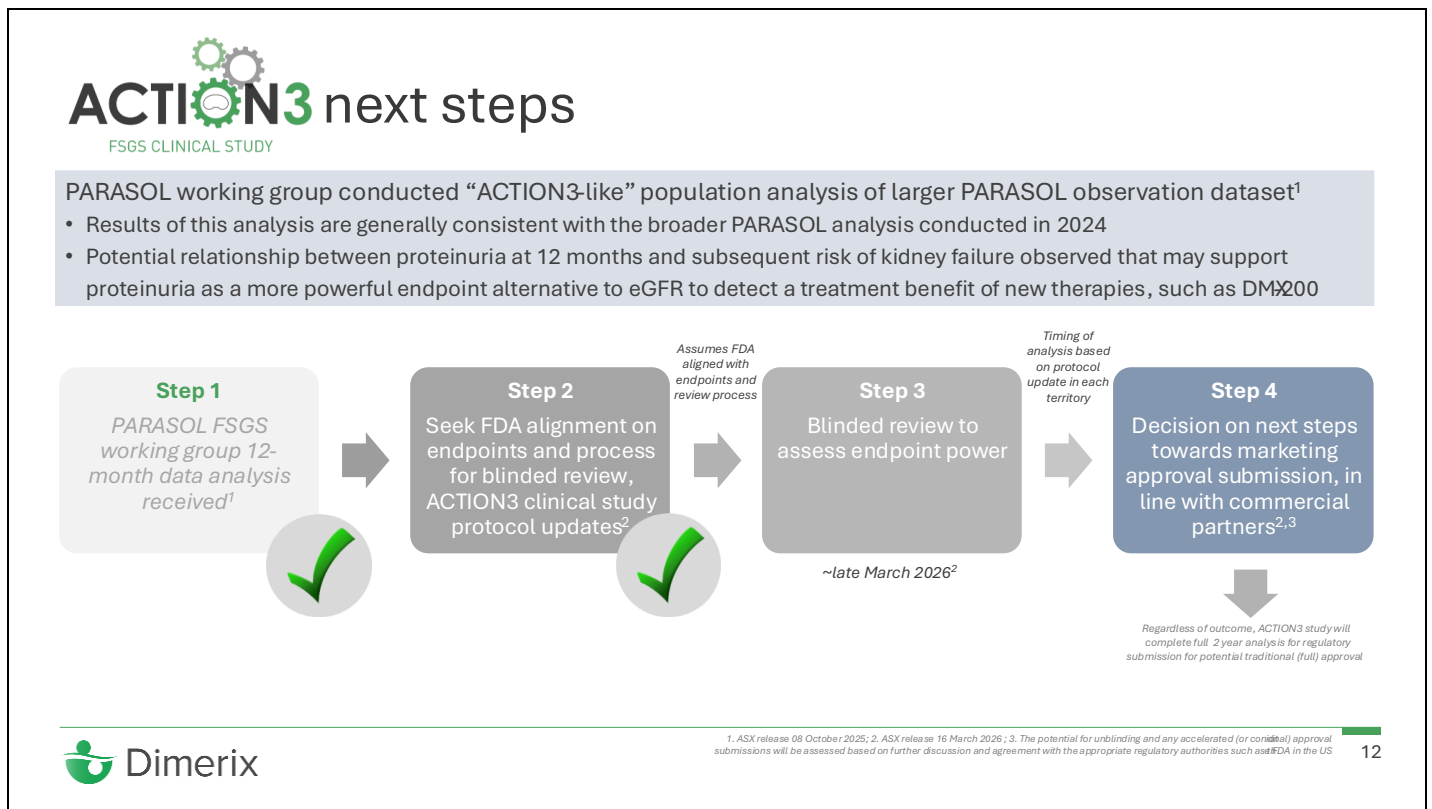 ACTION3 next steps
FSGS CLINICAL STUDY
PARASOL working group conducted “ACTION3-like” population analysis of larger PARASOL observation dataset1
• Results of this analysis are generally consistent with the broader PARASOL analysis conducted in 2024
• Potential relationship between proteinuria at 12 months and subsequent risk of kidney failure observed that may support
proteinuria as a more powerful endpoint alternative to eGFR to detect a treatment benefit of new therapies, such as DMX-200
Step 1
PARASOL FSGS
working group 12-
month data analysis
received1
Step 2
Seek FDA alignment on
endpoints and process
for blinded review,
ACTION3 clinical study
protocol updates2
Assumes FDA
aligned with
endpoints and
review process
Step 3
Blinded review to
assess endpoint power
~late March 20262
Timing of
analysis based
on protocol
update in each
territory
Step 4
Decision on next steps
towards marketing
approval submission, in
line with commercial
partners2,3
Regardless of outcome, ACTION3 study will
complete full 2 year analysis for regulatory
submission for potential traditional (full) approval
Dimerix
1. ASX release 08 October 2025; 2. ASX release 16 March 2026; 3. The potential for unblinding and any accelerated (or conditional) approval
submissions will be assessed based on further discussion and agreement with the appropriate regulatory authorities such as the FDA in the US
12